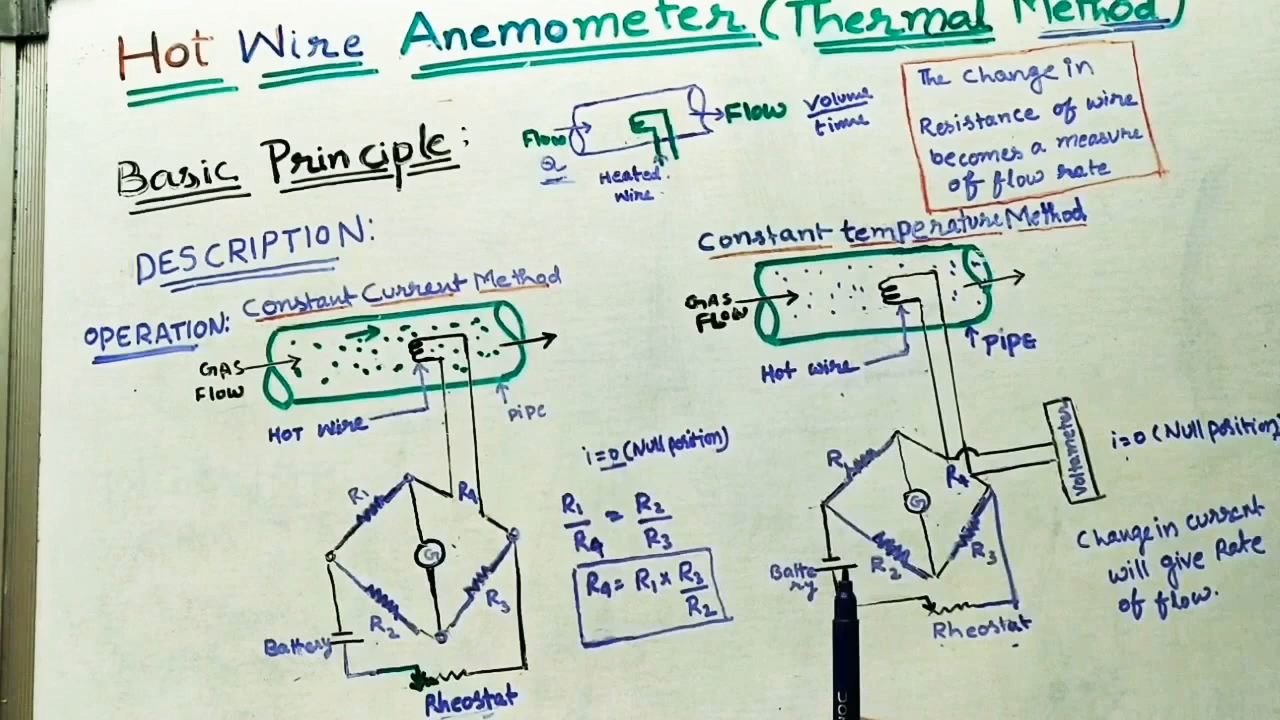 Hot Wire Anemometer (Thermal Method)
Basic Principle:
Flow
Q
Heated
wire
Flow
Volume
time
The change in
Resistance of wire
becomes a measure
of flow rate
DESCRIPTION:
OPERATION:
Constant Current Method
GAS
FLOW
HOT WIRE
PIPE
R1
R4
G
R2
R3
Battery
Rheostat
i=0 (Null position)
R1/R4 = R2/R3
R4 = R1 x R3/R2
Constant temperature Method
GAS
FLOW
Hot wire
PIPE
R1
R4
G
R2
R3
Batte
ry
Rheostat
Voltameter
i=0 (Null position)
Change in current
will give Rate
of flow.